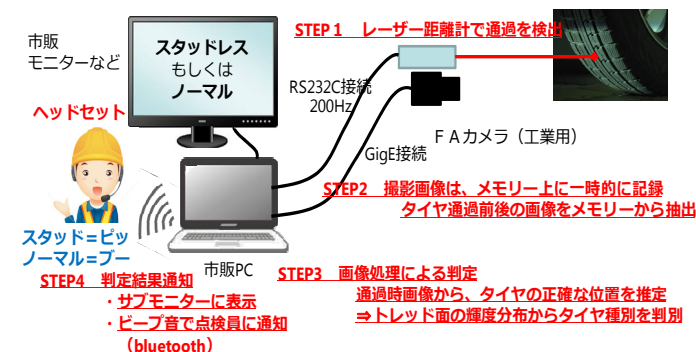 市販
モニターなど
スタッドレス
もしくは
ノーマル
STEP 1　レーザー距離計で通過を検出
RS232C接続
200Hz
ＦＡカメラ（工業用）
GigE接続
ヘッドセット
スタッド=ピッ
ノーマル=ブー
市販PC
STEP2　撮影画像は、メモリー上に一時的に記録
タイヤ通過前後の画像をメモリーから抽出
STEP3　画像処理による判定
通過時画像から、タイヤの正確な位置を推定
⇒トレッド面の輝度分布からタイヤ種別を判別
STEP4　判定結果通知
・サブモニターに表示
・ビープ音で点検員に通知
（bluetooth）